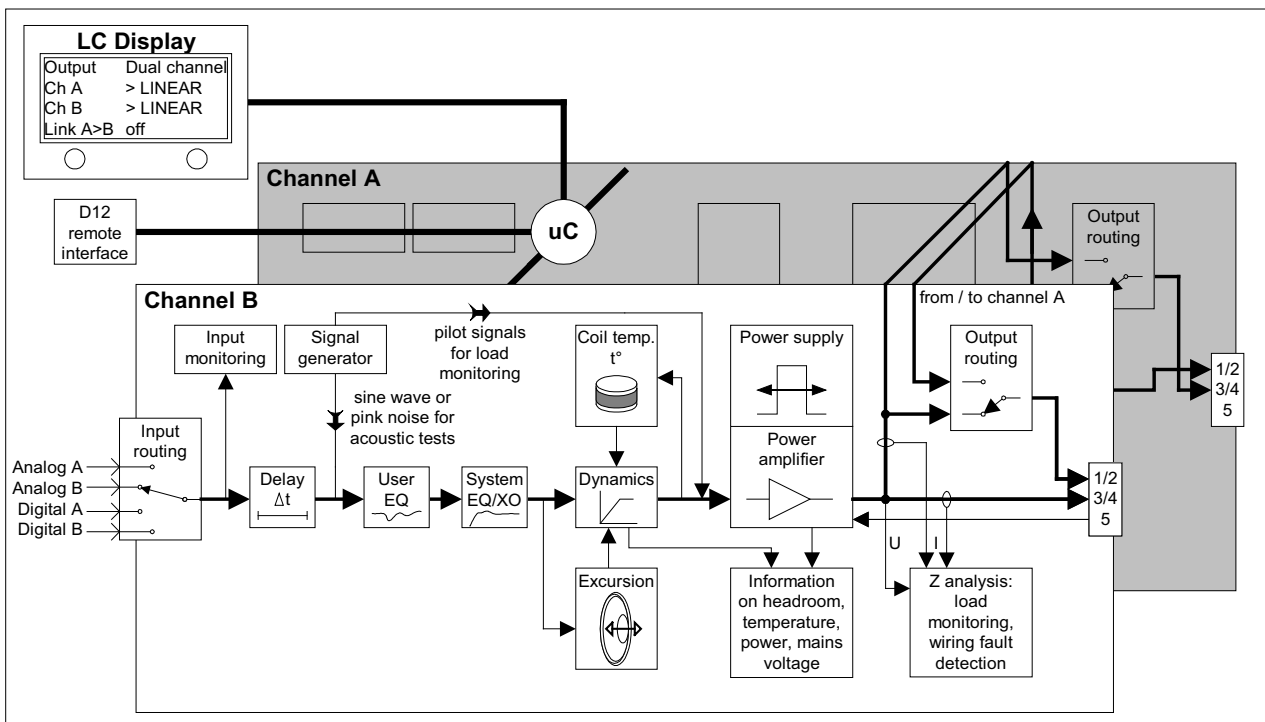 LC Display
Output Dual channel
Ch A > LINEAR
Ch B > LINEAR
Link A>B off
Channel A
D12
remote
interface
uC
Output
routing
Channel B
from / to channel A
Input
monitoring
Signal
generator
pilot signals
for load
monitoring
Coil temp.
t°
Power supply
Output
routing
1/2
3/4
5
sine wave or
pink noise for
acoustic tests
Input
routing
Power
amplifier
Analog A
Analog B
Digital A
Digital B
Delay
Δt
User
EQ
System
EQ/XO
Dynamics
1/2
3/4
5
U I
Excursion
Information
on headroom,
temperature,
power, mains
voltage
Z analysis:
load
monitoring,
wiring fault
detection